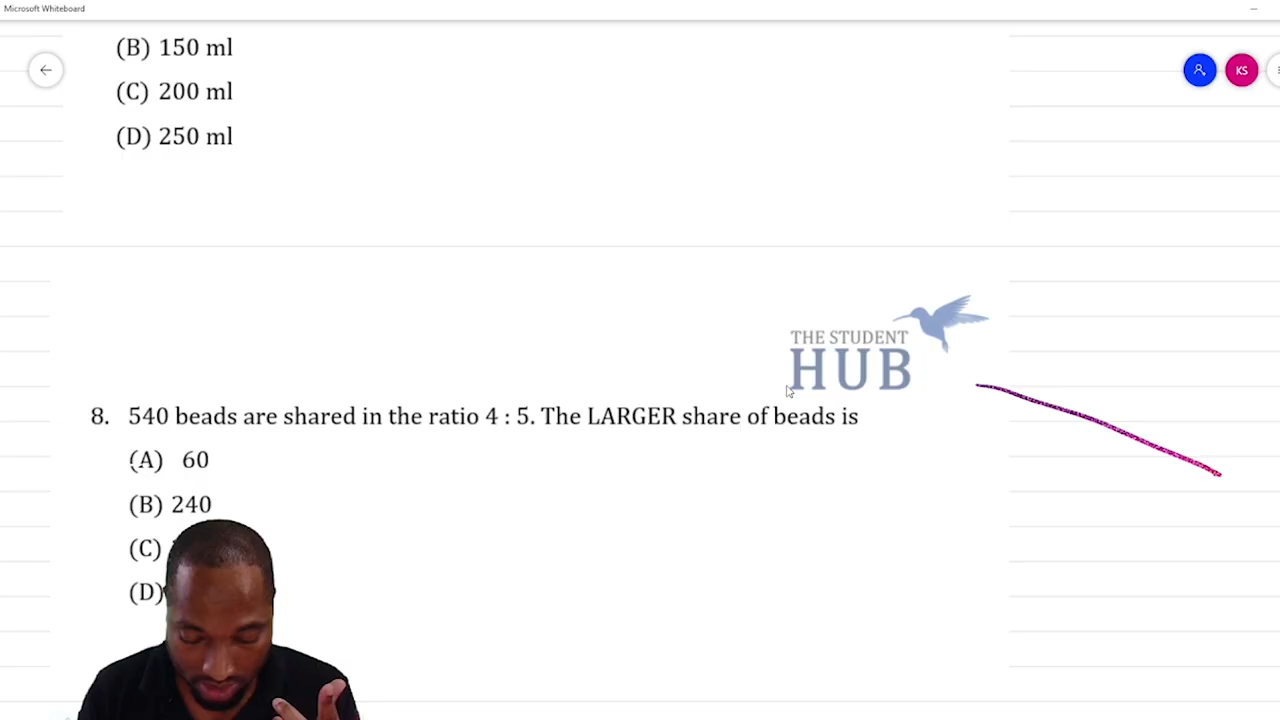 Microsoft Whiteboard
(B) 150 ml
(C) 200 ml
(D) 250 ml
KS
THE STUDENT
HUB
8. 540 beads are shared in the ratio 4 : 5. The LARGER share of beads is
(A) 60
(B) 240
(C)
(D)